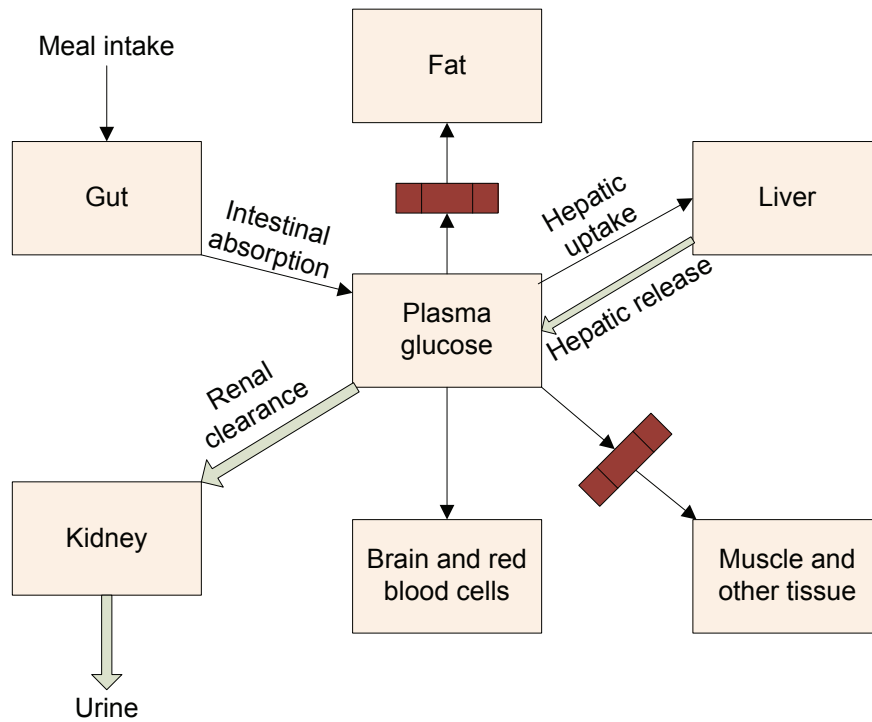 Meal intake
Fat
Gut
Intestinal
absorption
Hepatic
uptake
Liver
Hepatic release
Plasma
glucose
Renal
clearance
Kidney
Brain and red
blood cells
Muscle and
other tissue
Urine